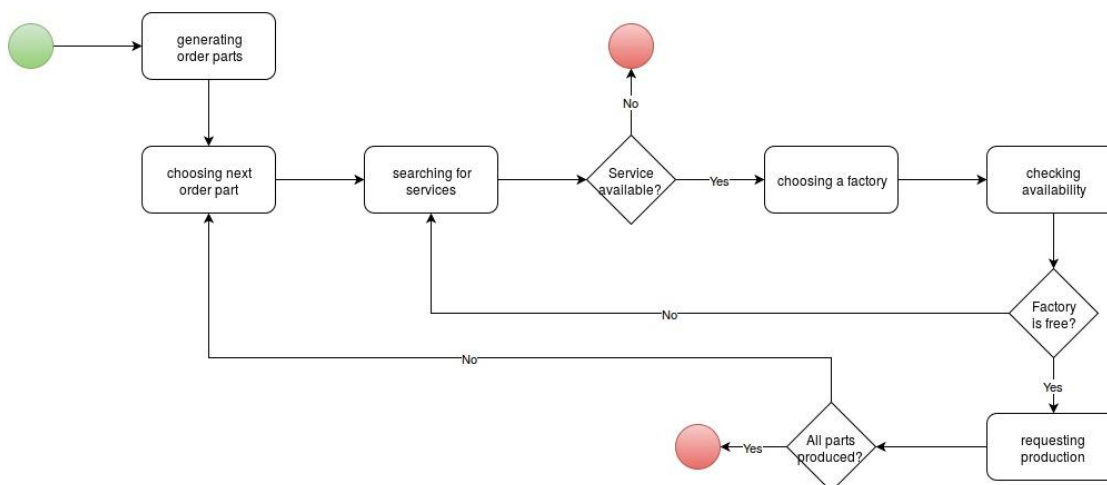 generating
order parts
No
choosing next
order part
searching for
services
Service
available?
Yes
choosing a factory
checking
availability
Factory
is free?
No
No
Yes
All parts
produced?
Yes
requesting
production